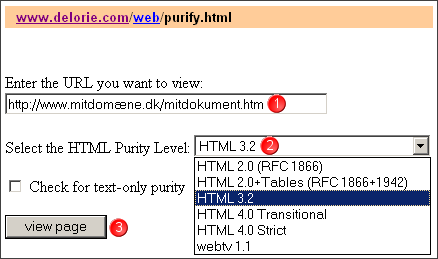 www.delorie.com/web/purify.html
Enter the URL you want to view:
http://www.mitdomæne.dk/mitdokument.htm 1
Select the HTML Purity Level: HTML 3.2 2
HTML 2.0 (RFC 1866)
HTML 2.0+Tables (RFC 1866+1942)
Check for text-only purity
HTML 3.2
HTML 4.0 Transitional
HTML 4.0 Strict
view page 3
webtv 1.1